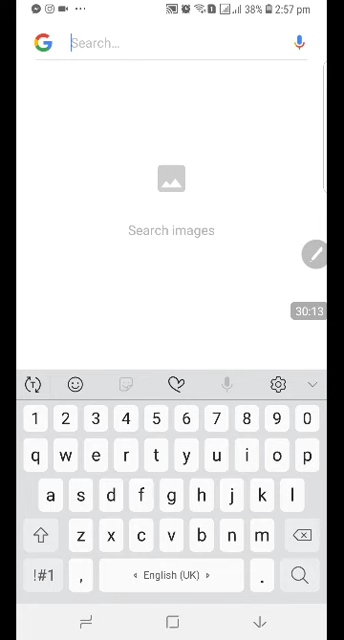 38% 2:57 pm
Search...
Search images
30:13
1 2 3 4 5 6 7 8 9 0
q w e r t y u i o p
a s d f g h j k l
z x c v b n m
!#1 , English (UK) .